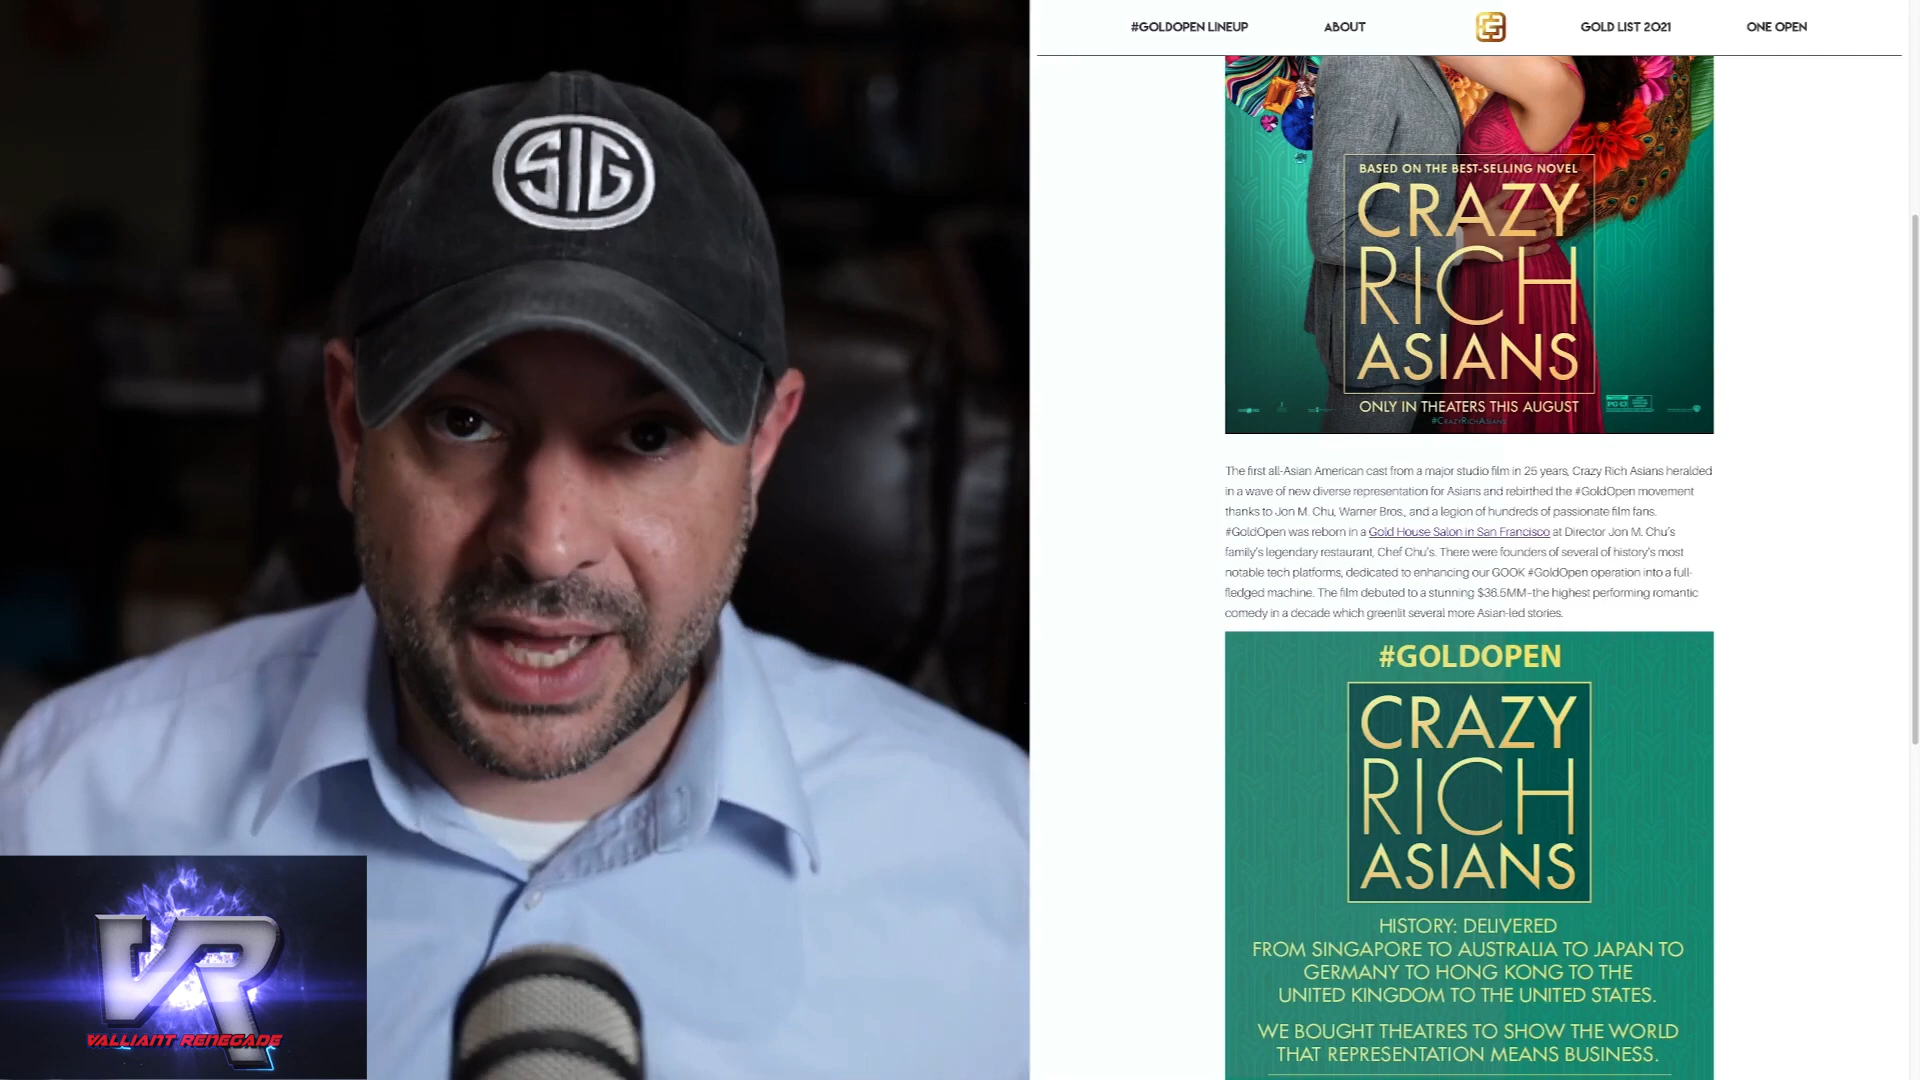 SIG
VR
VALLIANT RENEGADE
#GOLDOPEN LINEUP
ABOUT
GOLD LIST 2021
ONE OPEN
BASED ON THE BEST-SELLING NOVEL
CRAZY
RICH
ASIANS
ONLY IN THEATERS THIS AUGUST
#CRAZYRICHASIANS
PG-13
The first all-Asian American cast from a major studio film in 25 years, Crazy Rich Asians heralded
in a wave of new diverse representation for Asians and rebirthed the #GoldOpen movement
thanks to Jon M. Chu, Warner Bros., and a legion of hundreds of passionate film fans.
#GoldOpen was reborn in a Gold House Salon in San Francisco at Director Jon M. Chu's
family's legendary restaurant, Chef Chu's. There were founders of several of history's most
notable tech platforms, dedicated to enhancing our GOOK #GoldOpen operation into a full-
fledged machine. The film debuted to a stunning $36.5MM–the highest performing romantic
comedy in a decade which greenlit several more Asian-led stories.
#GOLDOPEN
CRAZY
RICH
ASIANS
HISTORY: DELIVERED
FROM SINGAPORE TO AUSTRALIA TO JAPAN TO
GERMANY TO HONG KONG TO THE
UNITED KINGDOM TO THE UNITED STATES.
WE BOUGHT THEATRES TO SHOW THE WORLD
THAT REPRESENTATION MEANS BUSINESS.